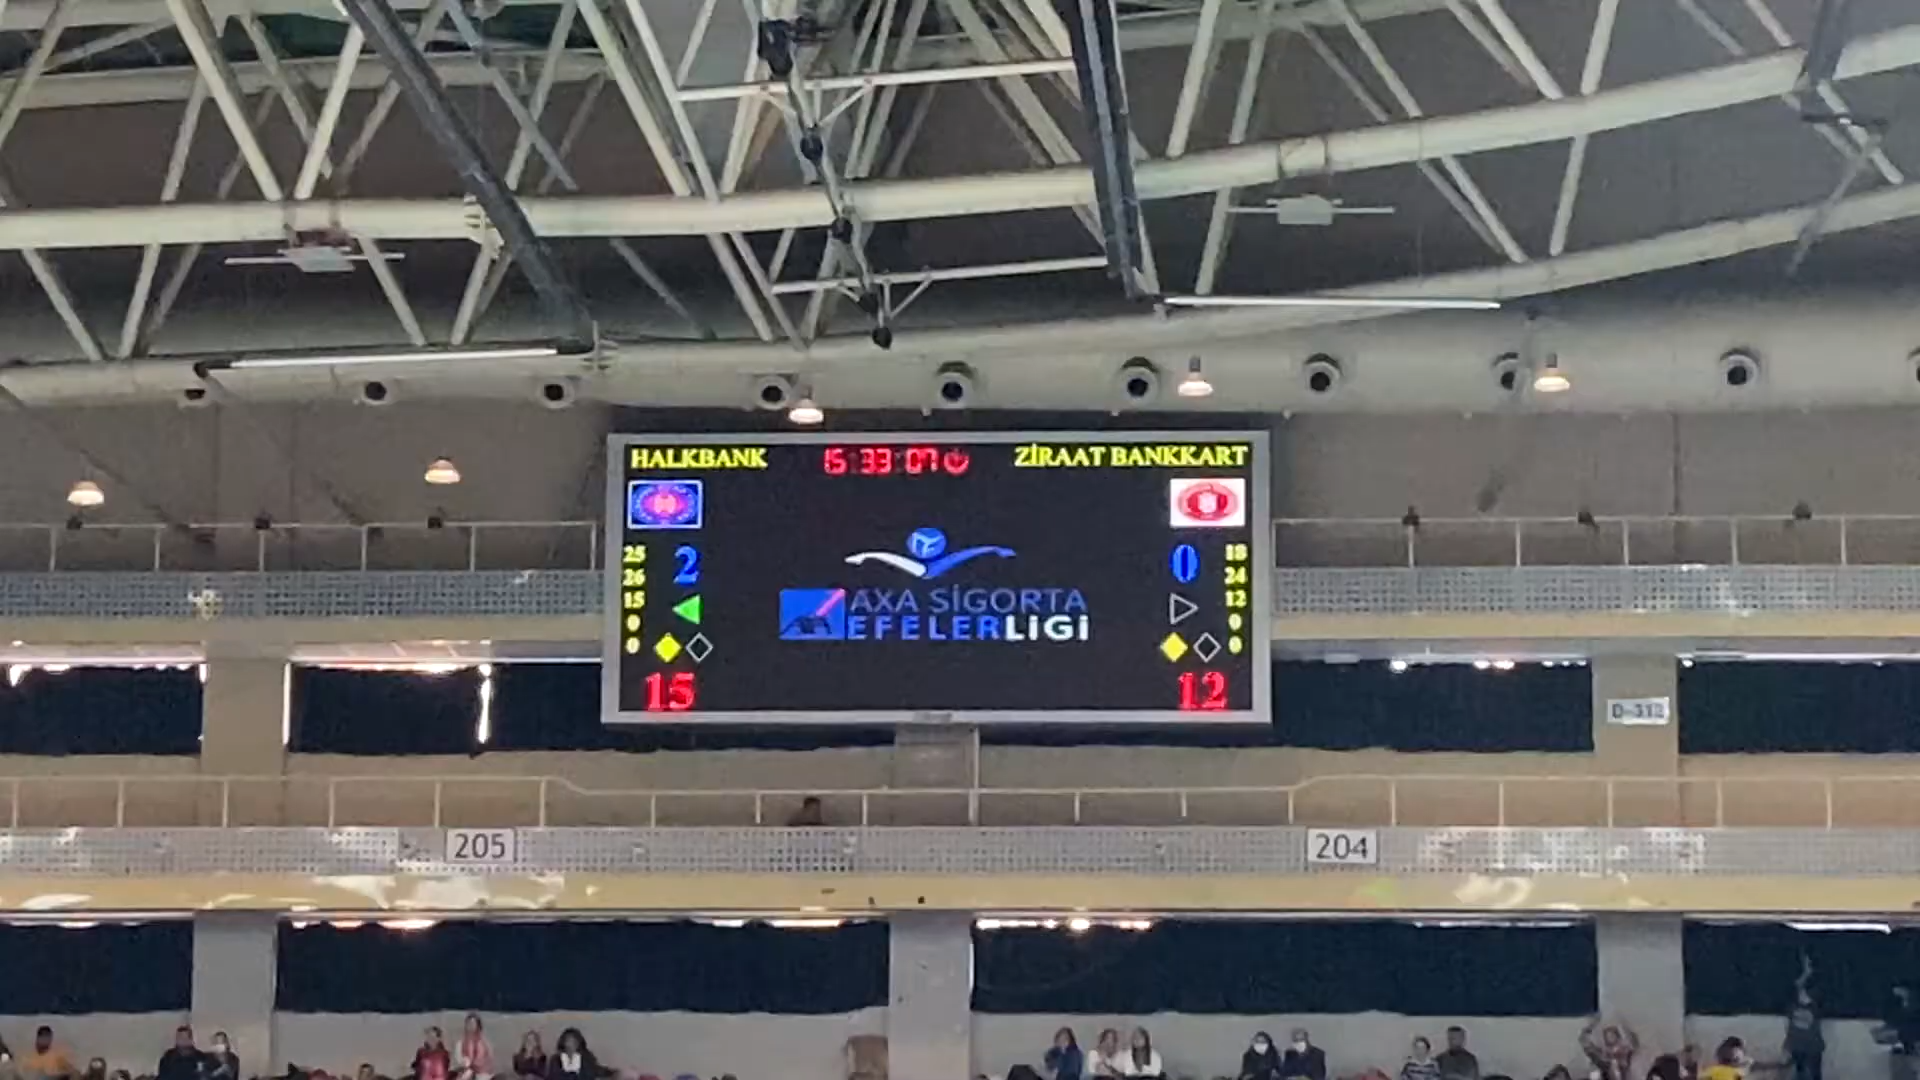 HALKBANK 15:33:07 ZİRAAT BANKKART
25 2 0 18
26 24
15 12
0 0
0 0
AXA SİGORTA
EFELERLİGİ
15 12
D-312
205 204